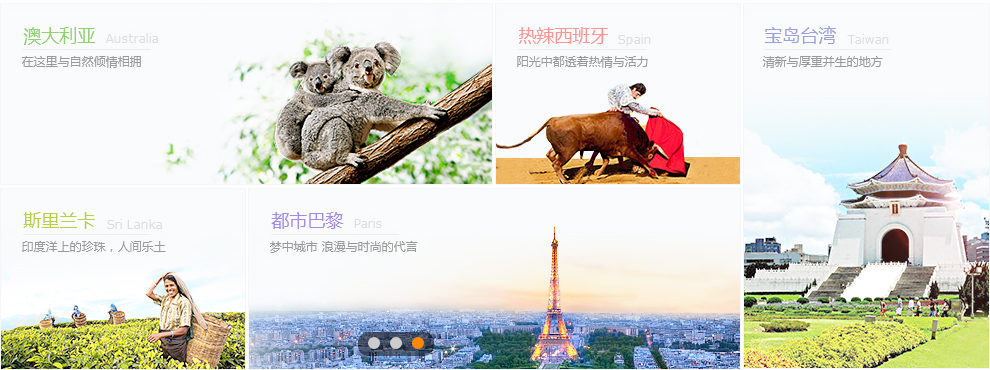 澳大利亚 Australia
在这里与自然倾情相拥
热辣西班牙 Spain
阳光中都透着热情与活力
宝岛台湾 Taiwan
清新与厚重并生的地方
斯里兰卡 Sri Lanka
印度洋上的珍珠，人间乐土
都市巴黎 Paris
梦中城市 浪漫与时尚的代言